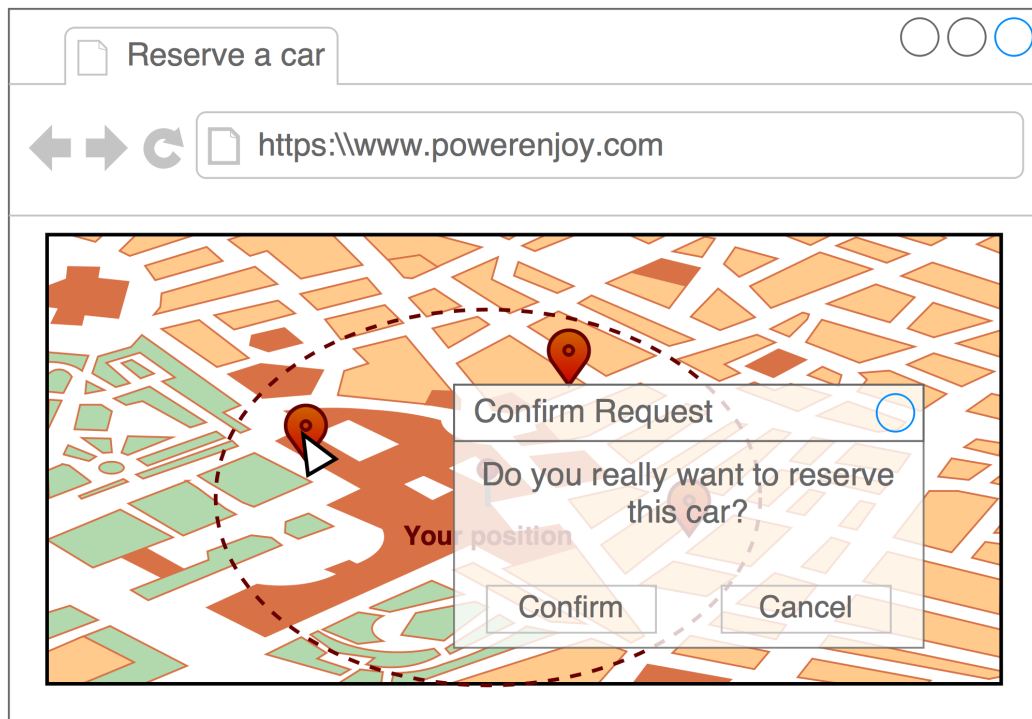 Reserve a car
https:\\www.powerenjoy.com
Confirm Request
Do you really want to reserve
this car?
Your position
Confirm
Cancel